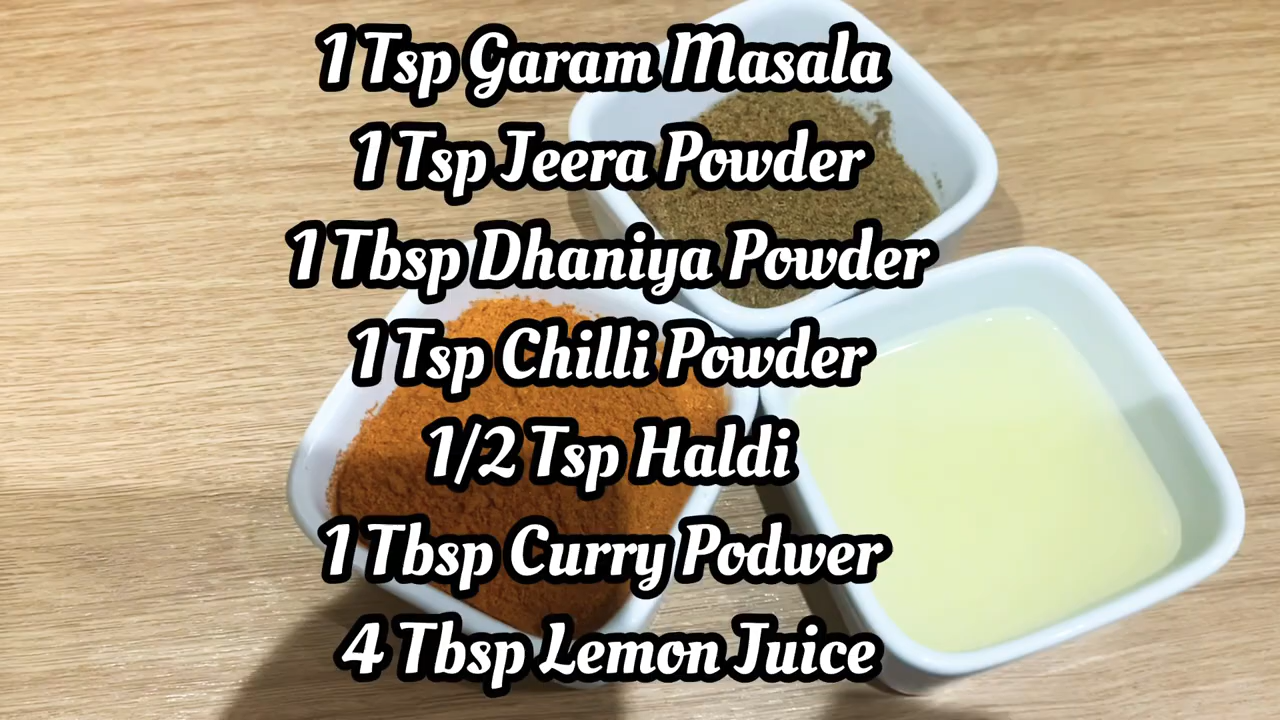 1 Tsp Garam Masala
1 Tsp Jeera Powder
1 Tbsp Dhaniya Powder
1 Tsp Chilli Powder
1/2 Tsp Haldi
1 Tbsp Curry Podwer
4 Tbsp Lemon Juice